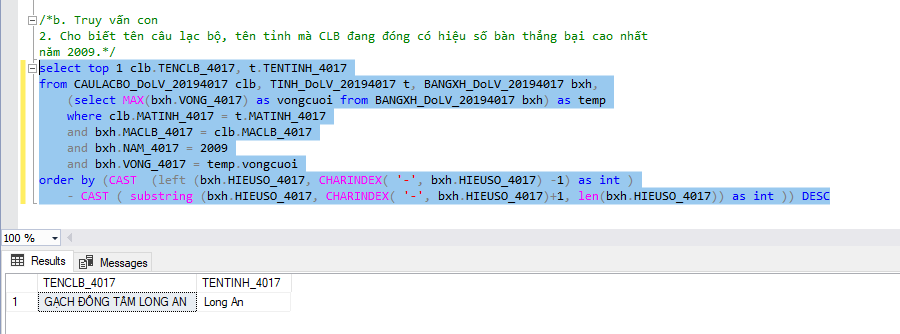 /*b. Truy vấn con
2. Cho biết tên câu lạc bộ, tên tỉnh mà CLB đang đóng có hiệu số bàn thắng bại cao nhất
năm 2009.*/
select top 1 clb.TENCLB_4017, t.TENTINH_4017
from CAULACBO_DoLV_20194017 clb, TINH_DoLV_20194017 t, BANGXH_DoLV_20194017 bxh,
(select MAX(bxh.VONG_4017) as vongcuoi from BANGXH_DoLV_20194017 bxh) as temp
where clb.MATINH_4017 = t.MATINH_4017
and bxh.MACLB_4017 = clb.MACLB_4017
and bxh.NAM_4017 = 2009
and bxh.VONG_4017 = temp.vongcuoi
order by (CAST  (left (bxh.HIEUSO_4017, CHARINDEX( '-', bxh.HIEUSO_4017) -1) as int )
- CAST ( substring (bxh.HIEUSO_4017, CHARINDEX( '-', bxh.HIEUSO_4017)+1, len(bxh.HIEUSO_4017)) as int )) DESC
100 %
Results Messages
TENCLB_4017 TENTINH_4017
1 GẠCH ĐỒNG TÂM LONG AN Long An